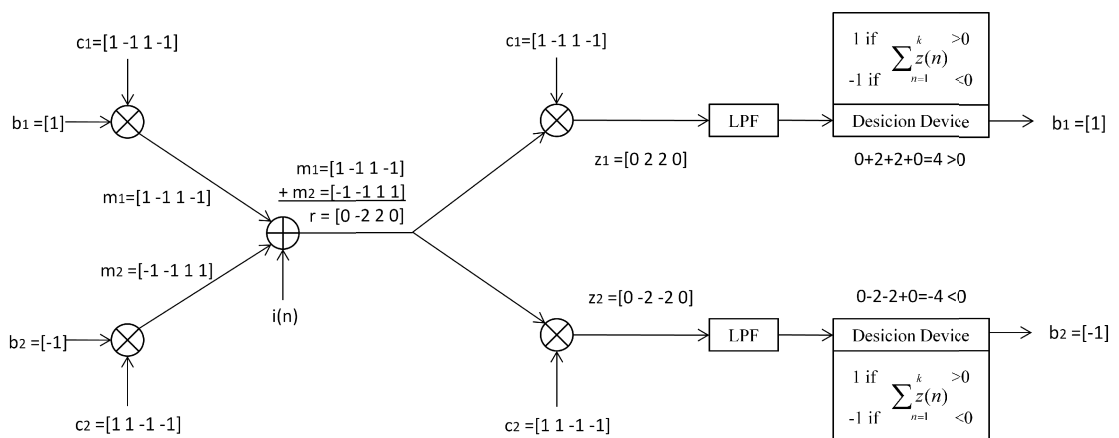 c1=[1 -1 1 -1]
b1 =[1]
m1=[1 -1 1 -1]
m2 =[-1 -1 1 1]
b2 =[-1]
c2 =[1 1 -1 -1]
m1=[1 -1 1 -1]
+ m2 =[-1 -1 1 1]
r = [0 -2 2 0]
i(n)
c1=[1 -1 1 -1]
z1 =[0 2 2 0]
LPF
1 if
-1 if
k
∑ z(n)
n=1
>0
<0
Desicion Device
0+2+2+0=4 >0
b1 =[1]
z2 =[0 -2 -2 0]
c2 =[1 1 -1 -1]
LPF
0-2-2+0=-4 <0
Desicion Device
1 if
-1 if
k
∑ z(n)
n=1
>0
<0
b2 =[-1]